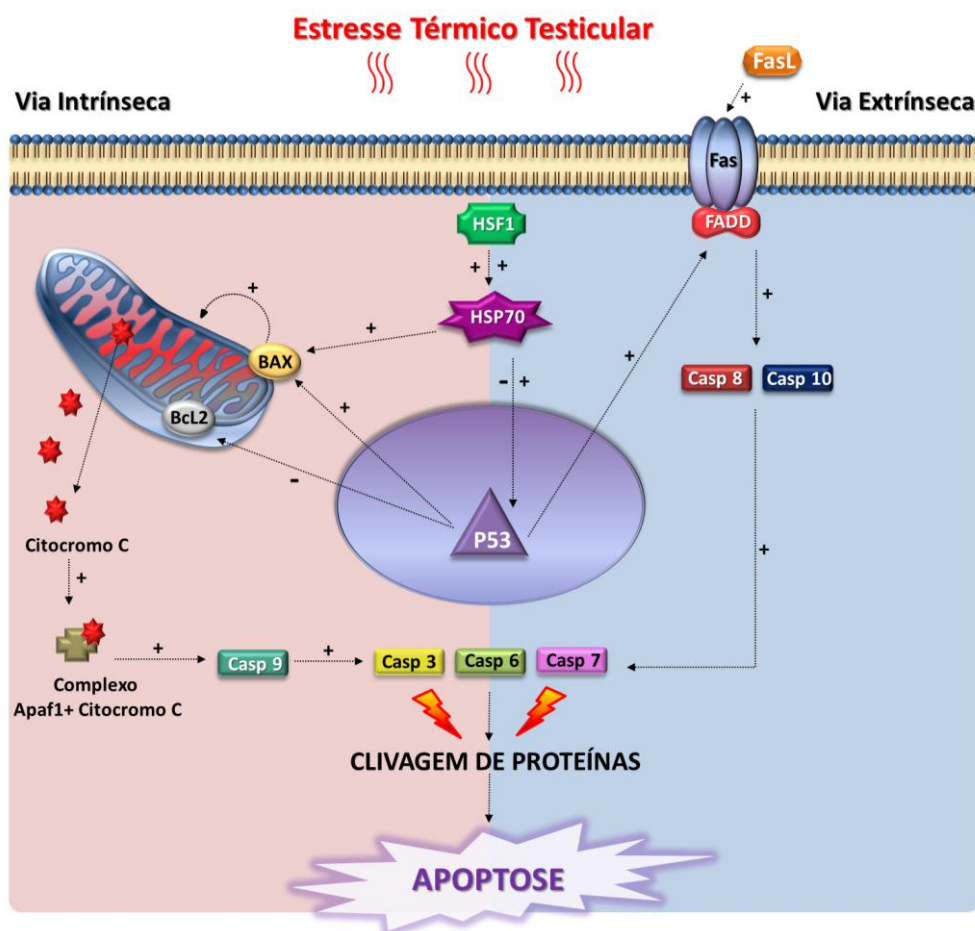 Estresse Térmico Testicular
FasL
+
Via Intrínseca
Via Extrínseca
Fas
FADD
HSF1
+ +
+
+
HSP70
+
BAX
- +
+
Casp 8 Casp 10
BcL2
+
-
P53
Citocromo C
+
+
+
Casp 9
+
Casp 3 Casp 6 Casp 7
Complexo
Apaf1+ Citocromo C
CLIVAGEM DE PROTEÍNAS
APOPTOSE